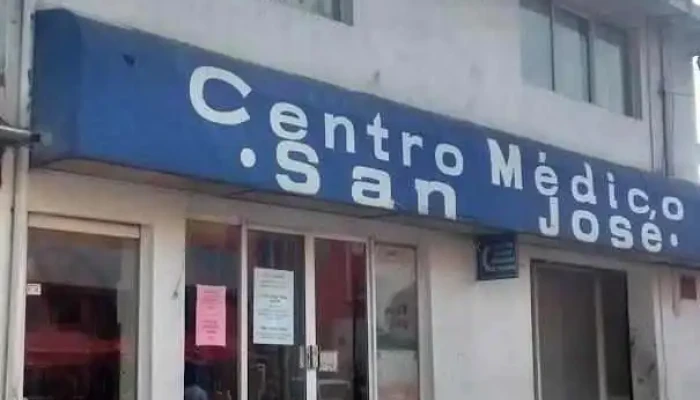 Centro Médico
. San José.